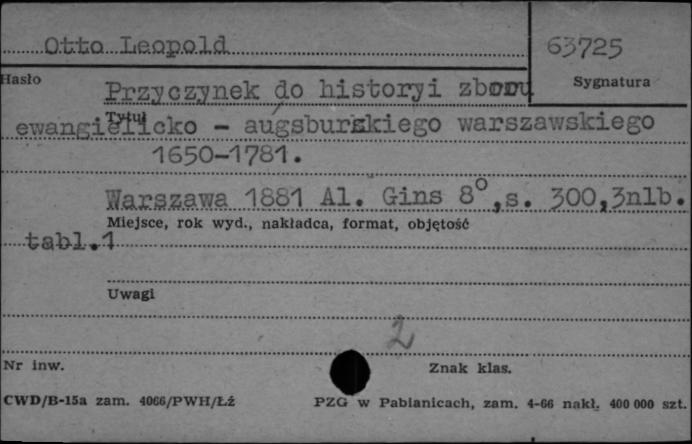 Otto Leopold
63725
Hasło
Sygnatura
Przyczynek do historyi zboru
Tytuł
ewangielicko - augsburskiego warszawskiego
1650-1781.
Warszawa 1881 Al. Gins 8°,s. 300,3nlb.
Miejsce, rok wyd., nakładca, format, objętość
tabl.1
Uwagi
2
Nr inw.
Znak klas.
CWD/B-15a zam. 4066/PWH/Łż
PZG w Pabianicach, zam. 4-66 nakł. 400 000 szt.